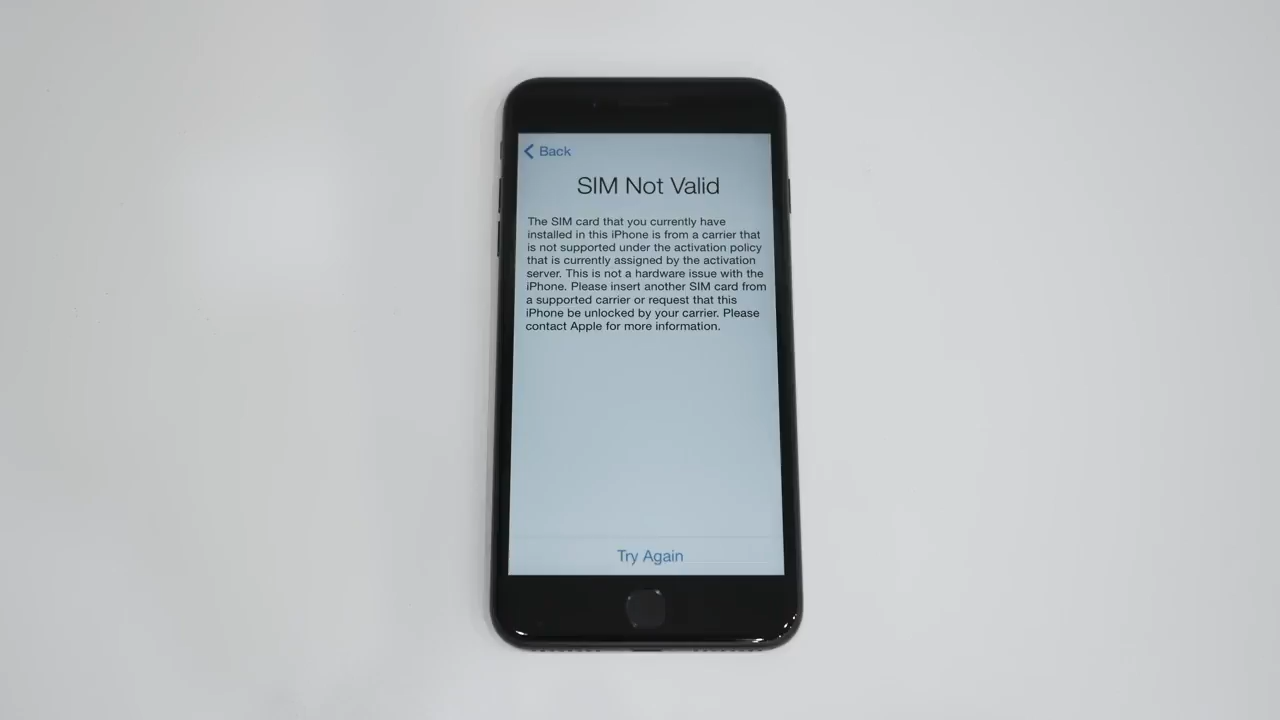 Back
SIM Not Valid
The SIM card that you currently have
installed in this iPhone is from a carrier that
is not supported under the activation policy
that is currently assigned by the activation
server. This is not a hardware issue with the
iPhone. Please insert another SIM card from
a supported carrier or request that this
iPhone be unlocked by your carrier. Please
contact Apple for more information.
Try Again